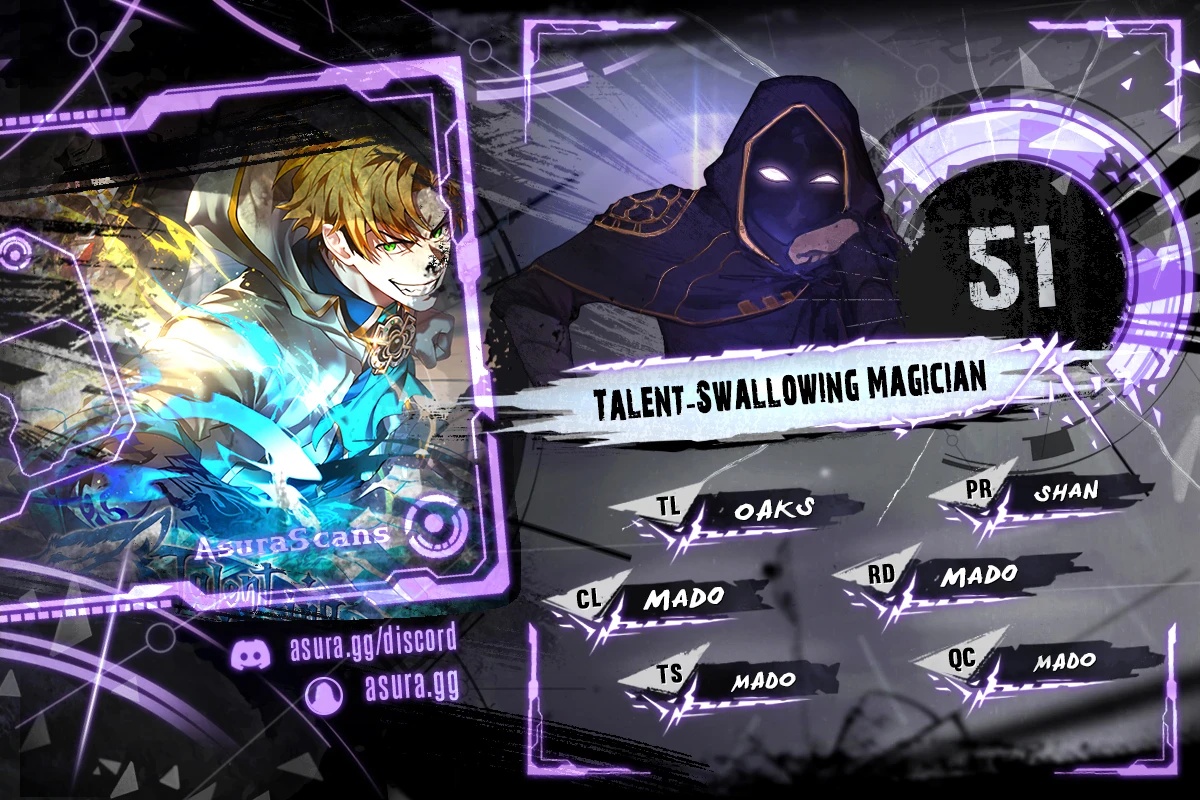 51
TALENT-SWALLOWING MAGICIAN
TL OAKS
PR SHAN
CL MADO
RD MADO
TS MADO
QC MADO
AsuraScans
asura.gg/discord
asura.gg